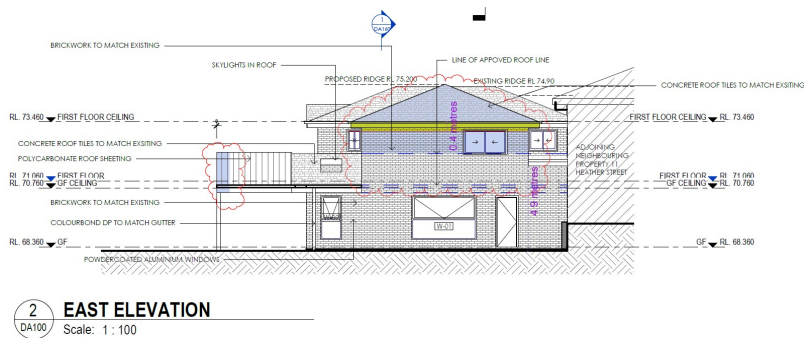 1
DA160
BRICKWORK TO MATCH EXISTING
SKYLIGHTS IN ROOF
LINE OF APPOVED ROOF LINE
PROPOSED RIDGE RL 75.200
EXISTING RIDGE RL 74.90
CONCRETE ROOF TILES TO MATCH EXSITING
RL 73.460 FIRST FLOOR CEILING
FIRST FLOOR CEILING RL 73.460
0.4 metres
CONCRETE ROOF TILES TO MATCH EXSITING
POLYCARBONATE ROOF SHEETING
ADJOINING
NEIGHBOURING
PROPERTY 11
HEATHER STREET
RL 71.060 FIRST FLOOR
FIRST FLOOR RL 71.060
RL 70.760 GF CEILING
GF CEILING RL 70.760
4.9 metres
BRICKWORK TO MATCH EXISTING
COLOURBOND DP TO MATCH GUTTER
W-01
RL 68.360 GF
GF RL 68.360
POWDERCOATED ALUMINIUM WINDOWS
2
DA100
EAST ELEVATION
Scale: 1 : 100